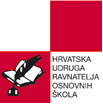 HRVATSKA
UDRUGA
RAVNATELJA
OSNOVNIH
ŠKOLA